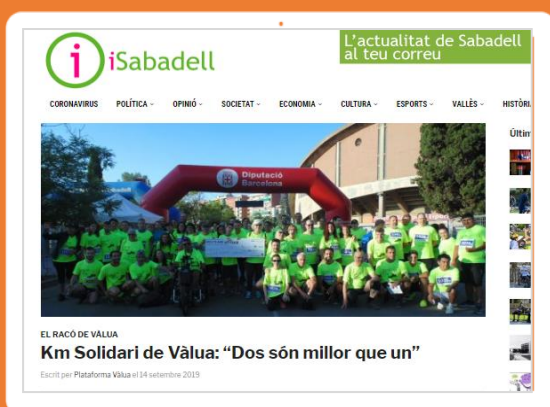 i iSabadell
L'actualitat de Sabadell
al teu correu
CORONAVIRUS POLÍTICA OPINIÓ SOCIETAT ECONOMIA CULTURA ESPORTS VALLÈS HISTÒRI
Últim
Diputació
Barcelona
EL RACÓ DE VÀLUA
Km Solidari de Vàlua: “Dos són millor que un”
Escrit per Plataforma Vàlua el 14 setembre 2019